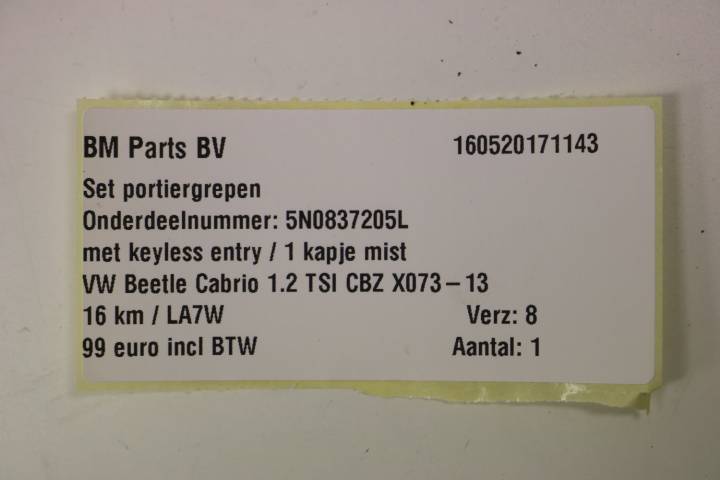 BM Parts BV 160520171143
Set portiergrepen
Onderdeelnummer: 5N0837205L
met keyless entry / 1 kapje mist
VW Beetle Cabrio 1.2 TSI CBZ X073 – 13
16 km / LA7W Verz: 8
99 euro incl BTW Aantal: 1